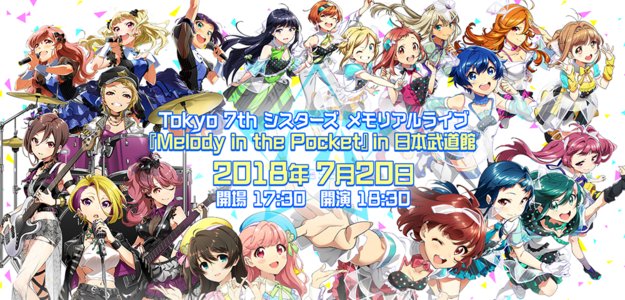 Tokyo 7th シスターズ メモリアルライブ
『Melody in the Pocket』in 日本武道館
2018年 7月20日
開場 17:30 開演 18:30